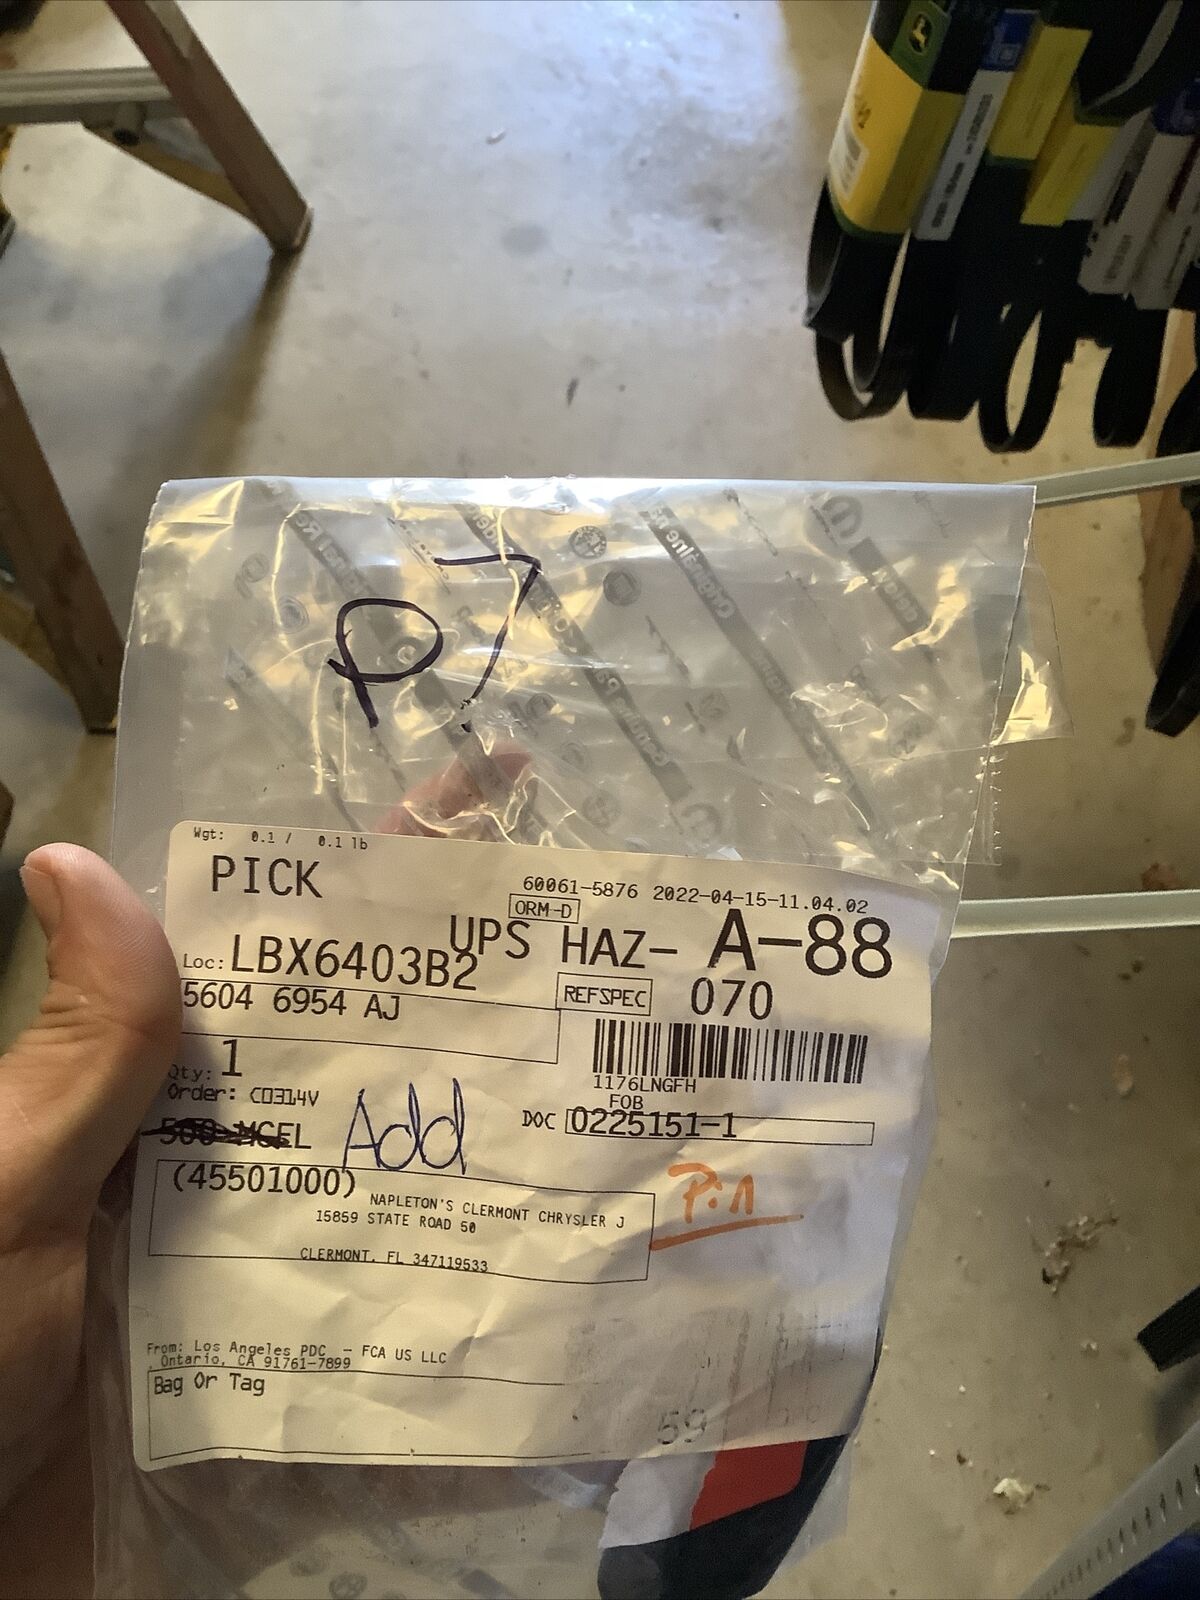 P7
Wgt: 0.1 / 0.1 lb
PICK
60061-5876 2022-04-15-11.04.02
ORM-D
UPS HAZ- A-88
Loc: LBX6403B2
REFSPEC 070
5604 6954 AJ
Qty: 1
1176LNGFH
FOB
Order: C0314V
DOC 0225151-1
Add
(45501000)
Pin
NAPLETON'S CLERMONT CHRYSLER J
15859 STATE ROAD 50
CLERMONT, FL 347119533
From: Los Angeles PDC - FCA US LLC
Ontario, CA 91761-7899
Bag Or Tag
59